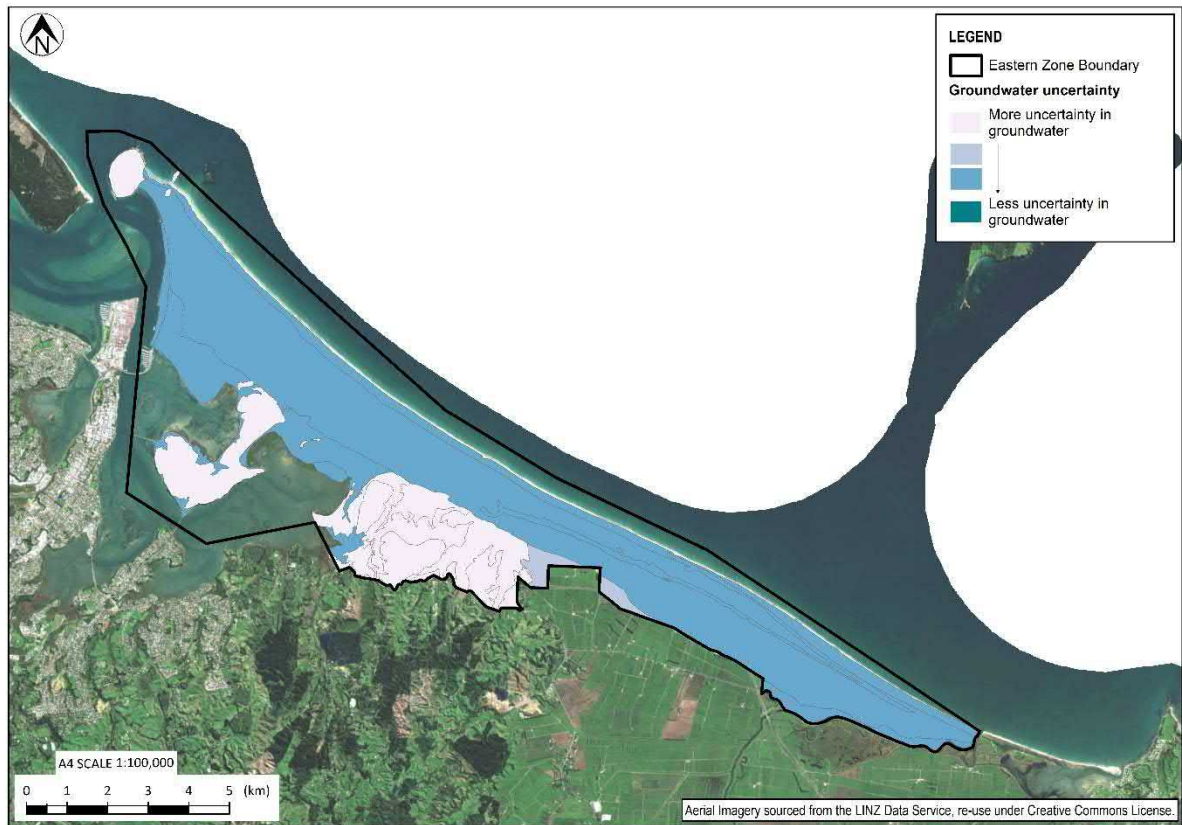 N
LEGEND
Eastern Zone Boundary
Groundwater uncertainty
More uncertainty in
groundwater
Less uncertainty in
groundwater
A4 SCALE 1:100,000
0 1 2 3 4 5 (km)
Aerial Imagery sourced from the LINZ Data Service, re-use under Creative Commons License.